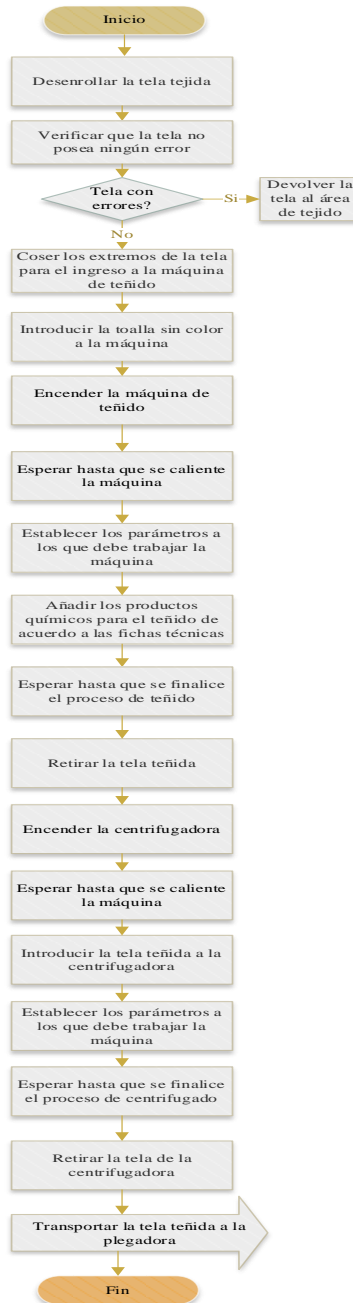 Inicio
Desenrollar la tela tejida
Verificar que la tela no
posea ningún error
Tela con
errores?
Si
Devolver la
tela al área
de tejido
No
Coser los extremos de la tela
para el ingreso a la máquina
de teñido
Introducir la toalla sin color
a la máquina
Encender la máquina de
teñido
Esperar hasta que se caliente
la máquina
Establecer los parámetros a
los que debe trabajar la
máquina
Añadir los productos
químicos para el teñido de
acuerdo a las fichas técnicas
Esperar hasta que se finalice
el proceso de teñido
Retirar la tela teñida
Encender la centrifugadora
Esperar hasta que se caliente
la máquina
Introducir la tela teñida a la
centrifugadora
Establecer los parámetros a
los que debe trabajar la
máquina
Esperar hasta que se finalice
el proceso de centrifugado
Retirar la tela de la
centrifugadora
Transportar la tela teñida a la
plegadora
Fin